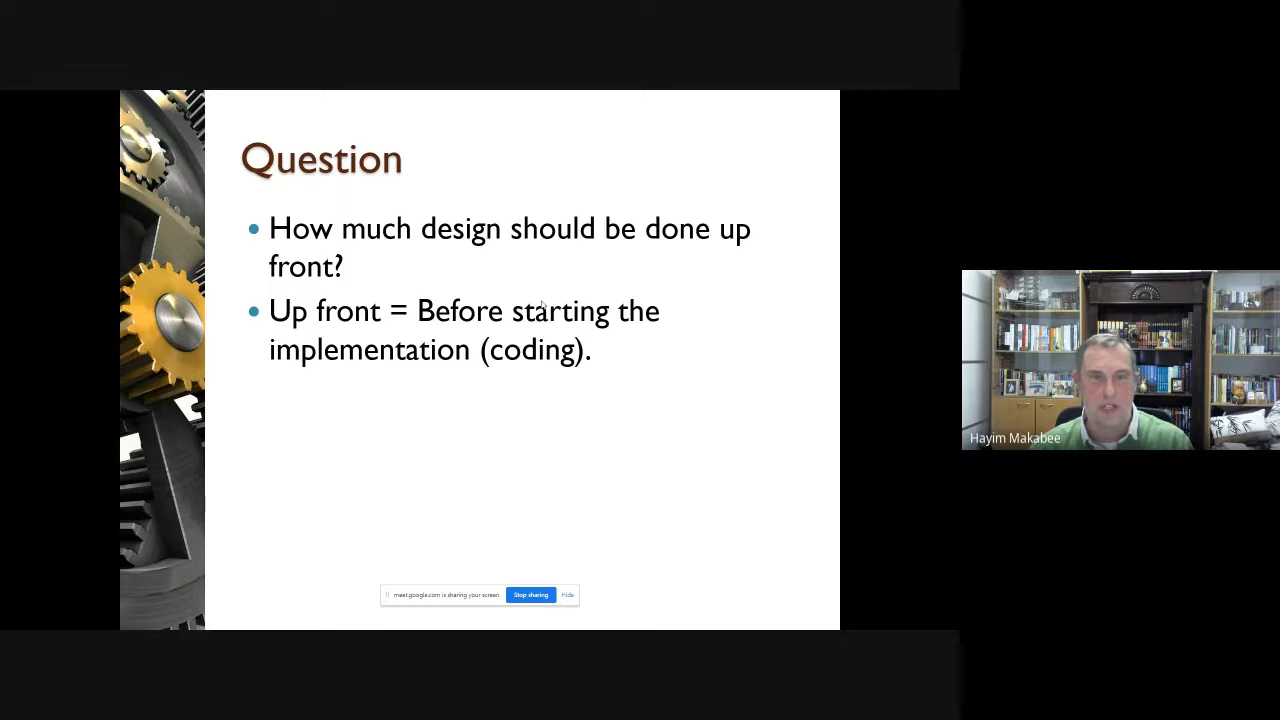 Question
How much design should be done up
front?
Up front = Before starting the
implementation (coding).
Hayim Makabee
meet.google.com is sharing your screen. Stop sharing Hide